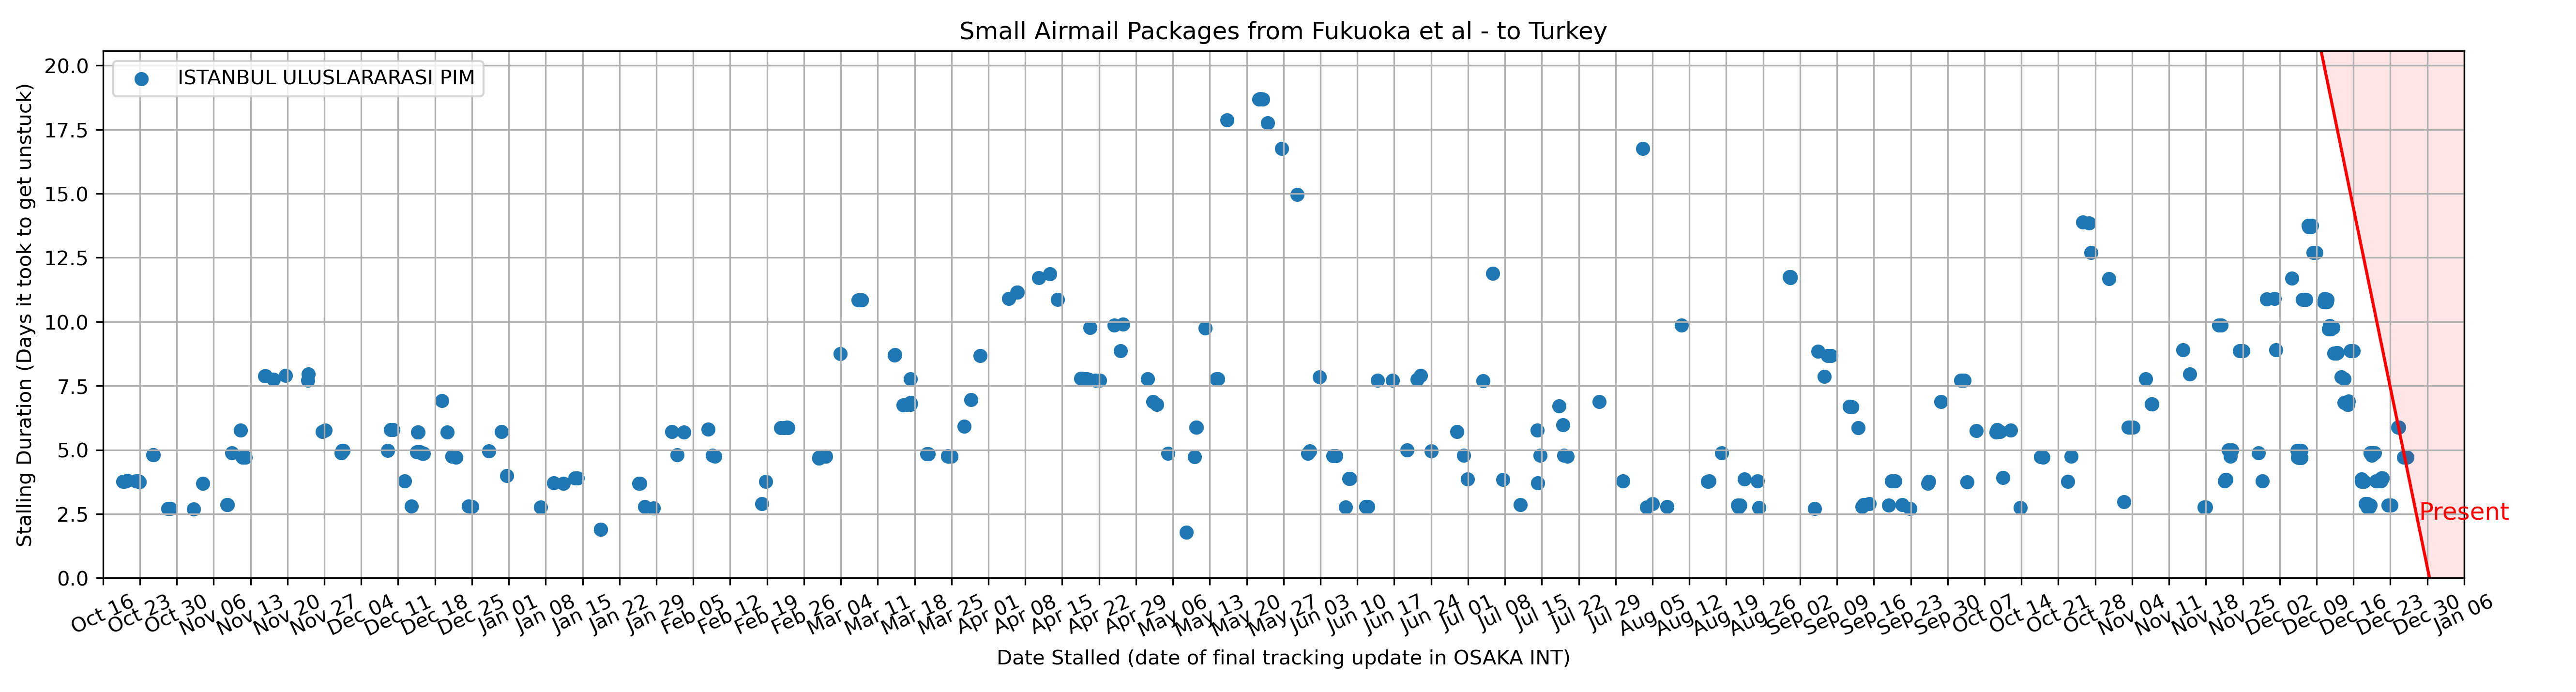 Small Airmail Packages from Fukuoka et al - to Turkey
ISTANBUL ULUSLARARASI PIM
Stalling Duration (Days it took to get unstuck)
20.0
17.5
15.0
12.5
10.0
7.5
5.0
2.5
0.0
Present
Oct 16 Oct 23 Oct 30 Nov 06 Nov 13 Nov 20 Nov 27 Dec 04 Dec 11 Dec 18 Dec 25 Jan 01 Jan 08 Jan 15 Jan 22 Jan 29 Feb 05 Feb 12 Feb 19 Feb 26 Mar 04 Mar 11 Mar 18 Mar 25 Apr 01 Apr 08 Apr 15 Apr 22 Apr 29 May 06 May 13 May 20 May 27 Jun 03 Jun 10 Jun 17 Jun 24 Jul 01 Jul 08 Jul 15 Jul 22 Jul 29 Aug 05 Aug 12 Aug 19 Aug 26 Sep 02 Sep 09 Sep 16 Sep 23 Sep 30 Oct 07 Oct 14 Oct 21 Oct 28 Nov 04 Nov 11 Nov 18 Nov 25 Dec 02 Dec 09 Dec 16 Dec 23 Dec 30 Jan 06
Date Stalled (date of final tracking update in OSAKA INT)